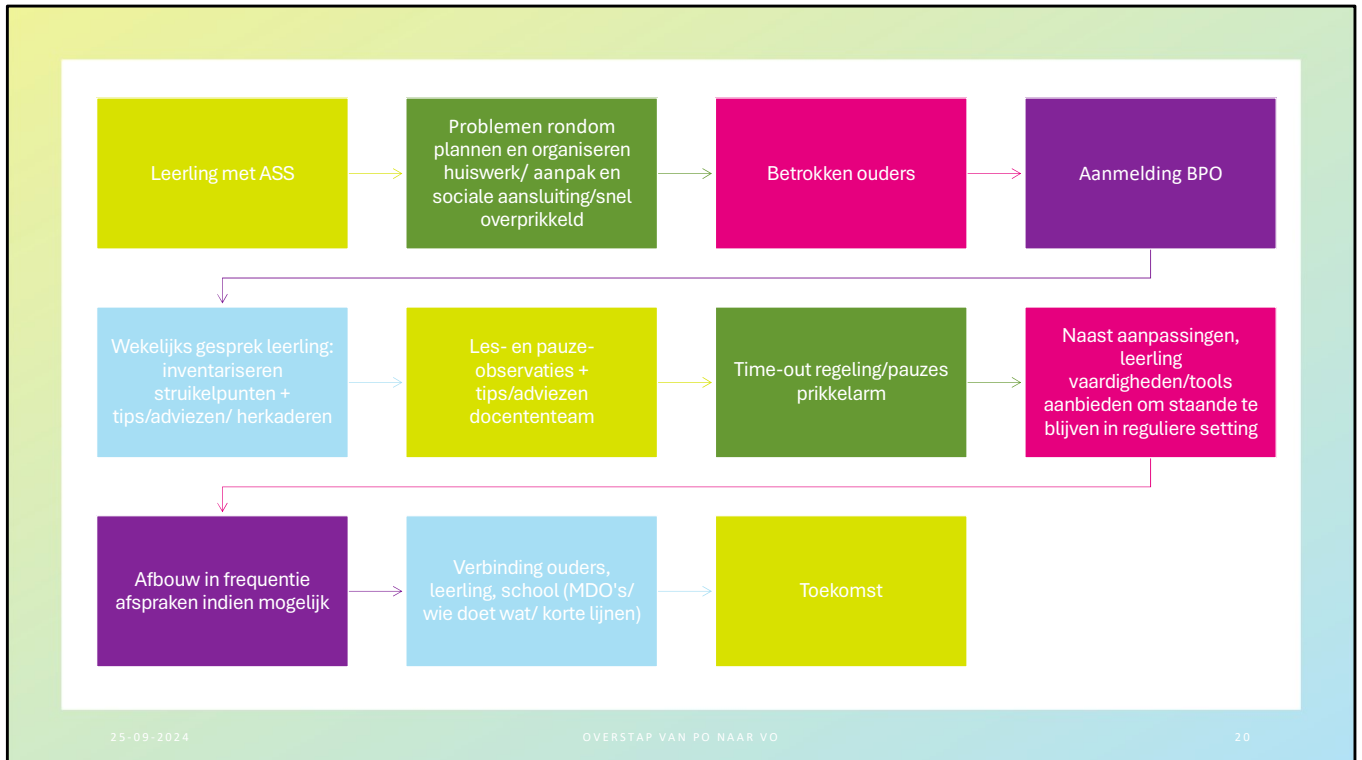 Leerling met ASS
Problemen rondom
plannen en organiseren
huiswerk/ aanpak en
sociale aansluiting/snel
overprikkeld
Betrokken ouders
Aanmelding BPO
Wekelijks gesprek leerling:
inventariseren
struikelpunten +
tips/adviezen/ herkaderen
Les- en pauze-
observaties +
tips/adviezen
docententeam
Time-out regeling/pauzes
prikkelarm
Naast aanpassingen,
leerling
vaardigheden/tools
aanbieden om staande te
blijven in reguliere setting
Afbouw in frequentie
afspraken indien mogelijk
Verbinding ouders,
leerling, school (MDO's/
wie doet wat/ korte lijnen)
Toekomst
25-09-2024
OVERSTAP VAN PO NAAR VO
20